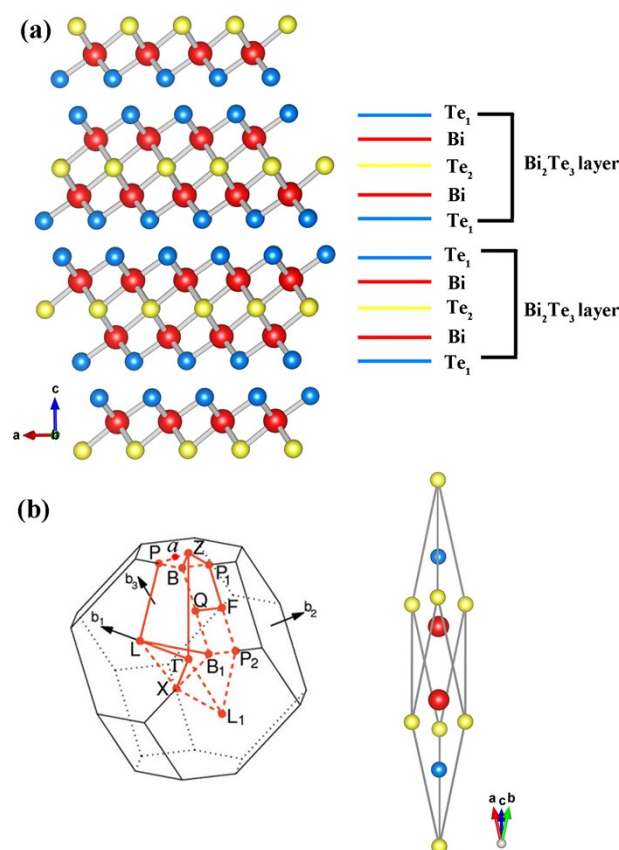 (a)
Te1
Bi
Te2
Bi
Te1
Bi2Te3 layer
Te1
Bi
Te2
Bi
Te1
Bi2Te3 layer
c
a
b
(b)
P
a
Z
B
P1
b3
Q
F
b1
b2
L
Γ
B1
P2
X
L1
a c b